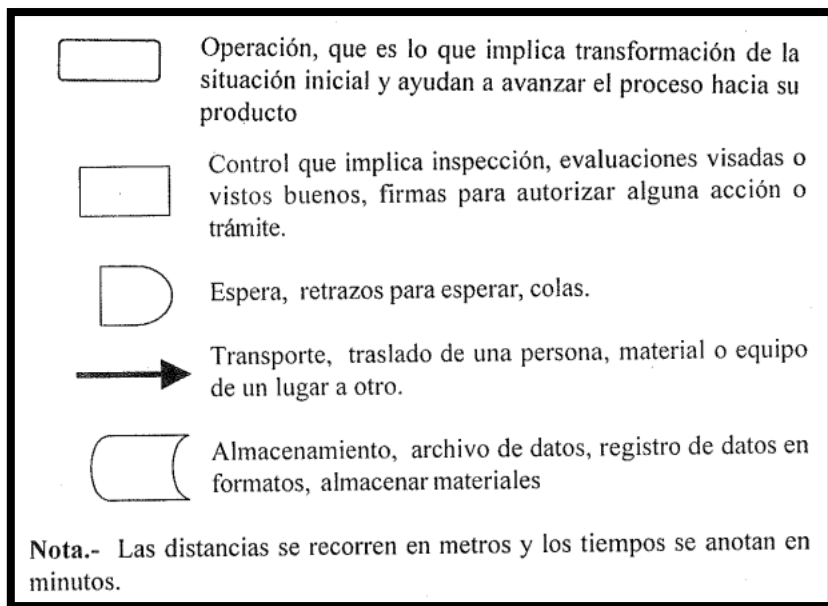 Operación, que es lo que implica transformación de la
situación inicial y ayudan a avanzar el proceso hacia su
producto
Control que implica inspección, evaluaciones visadas o
vistos buenos, firmas para autorizar alguna acción o
trámite.
Espera, retrazos para esperar, colas.
Transporte, traslado de una persona, material o equipo
de un lugar a otro.
Almacenamiento, archivo de datos, registro de datos en
formatos, almacenar materiales
Nota.- Las distancias se recorren en metros y los tiempos se anotan en
minutos.